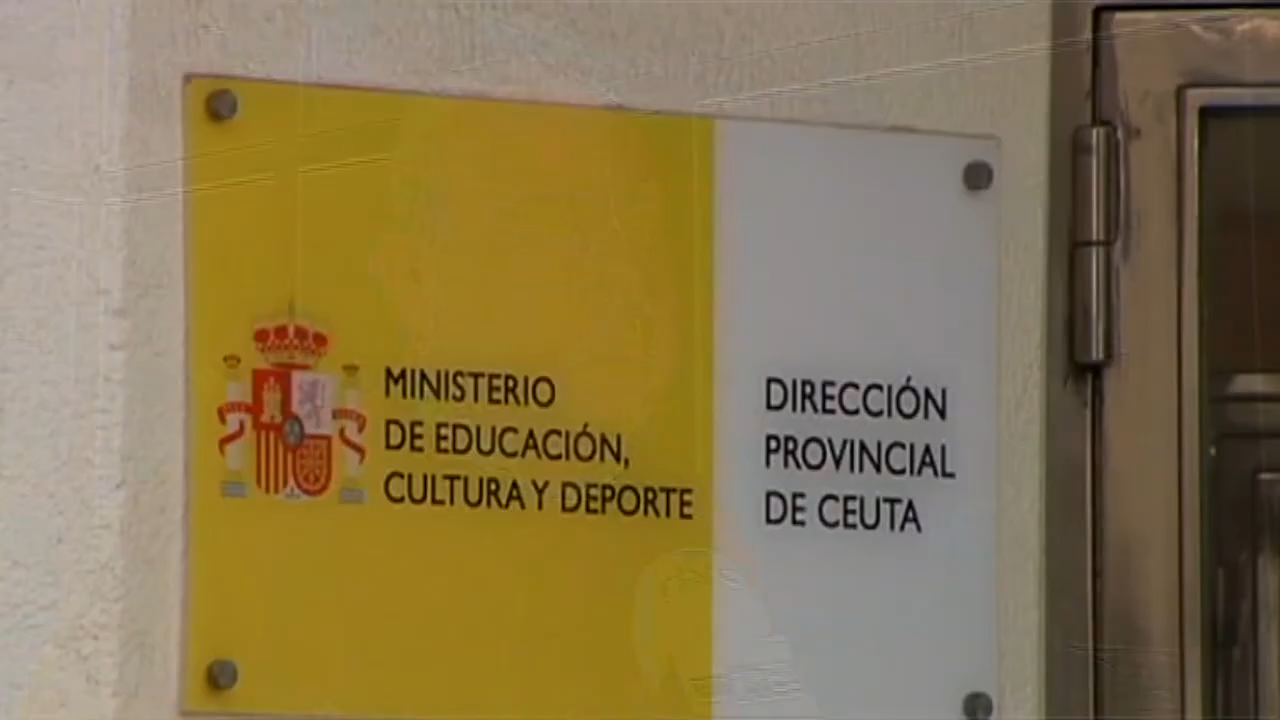 MINISTERIO
DE EDUCACIÓN,
CULTURA Y DEPORTE
DIRECCIÓN
PROVINCIAL
DE CEUTA